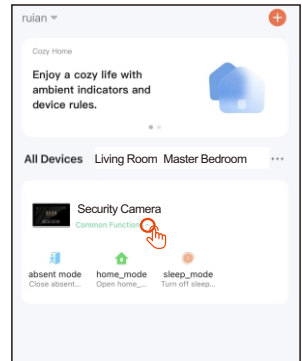 ruian
Cozy Home
Enjoy a cozy life with
ambient indicators and
device rules.
All Devices Living Room Master Bedroom ...
Security Camera
Common Function
absent mode home_mode sleep_mode
Close absent... Open home_... Turn off sleep...